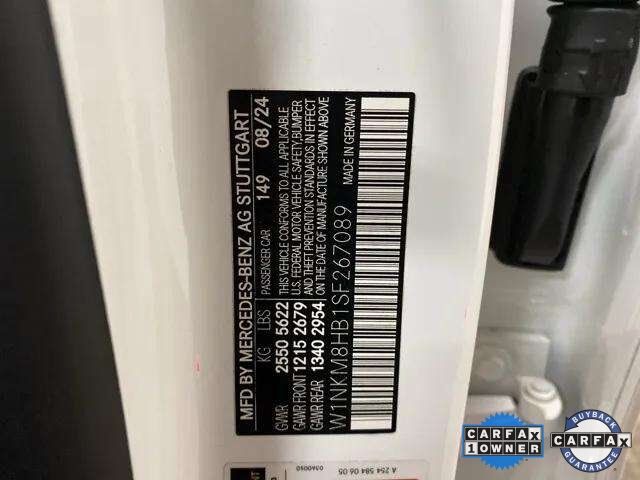 MFD BY MERCEDES-BENZ AG STUTTGART
KG LBS PASSENGER CAR 149 08/24
GVWR 2550 5622 THIS VEHICLE CONFORMS TO ALL APPLICABLE
U.S. FEDERAL MOTOR VEHICLE SAFETY,BUMPER
GAWR FRONT 1215 2679 AND THEFT PREVENTION STANDARDS IN EFFECT
GAWR REAR 1340 2954 ON THE DATE OF MANUFACTURE SHOWN ABOVE
W1NKM8HB1SF267089 MADE IN GERMANY
A 254 584 06 05
CARFAX
1 OWNER
BUYBACK
CARFAX
GUARANTEE